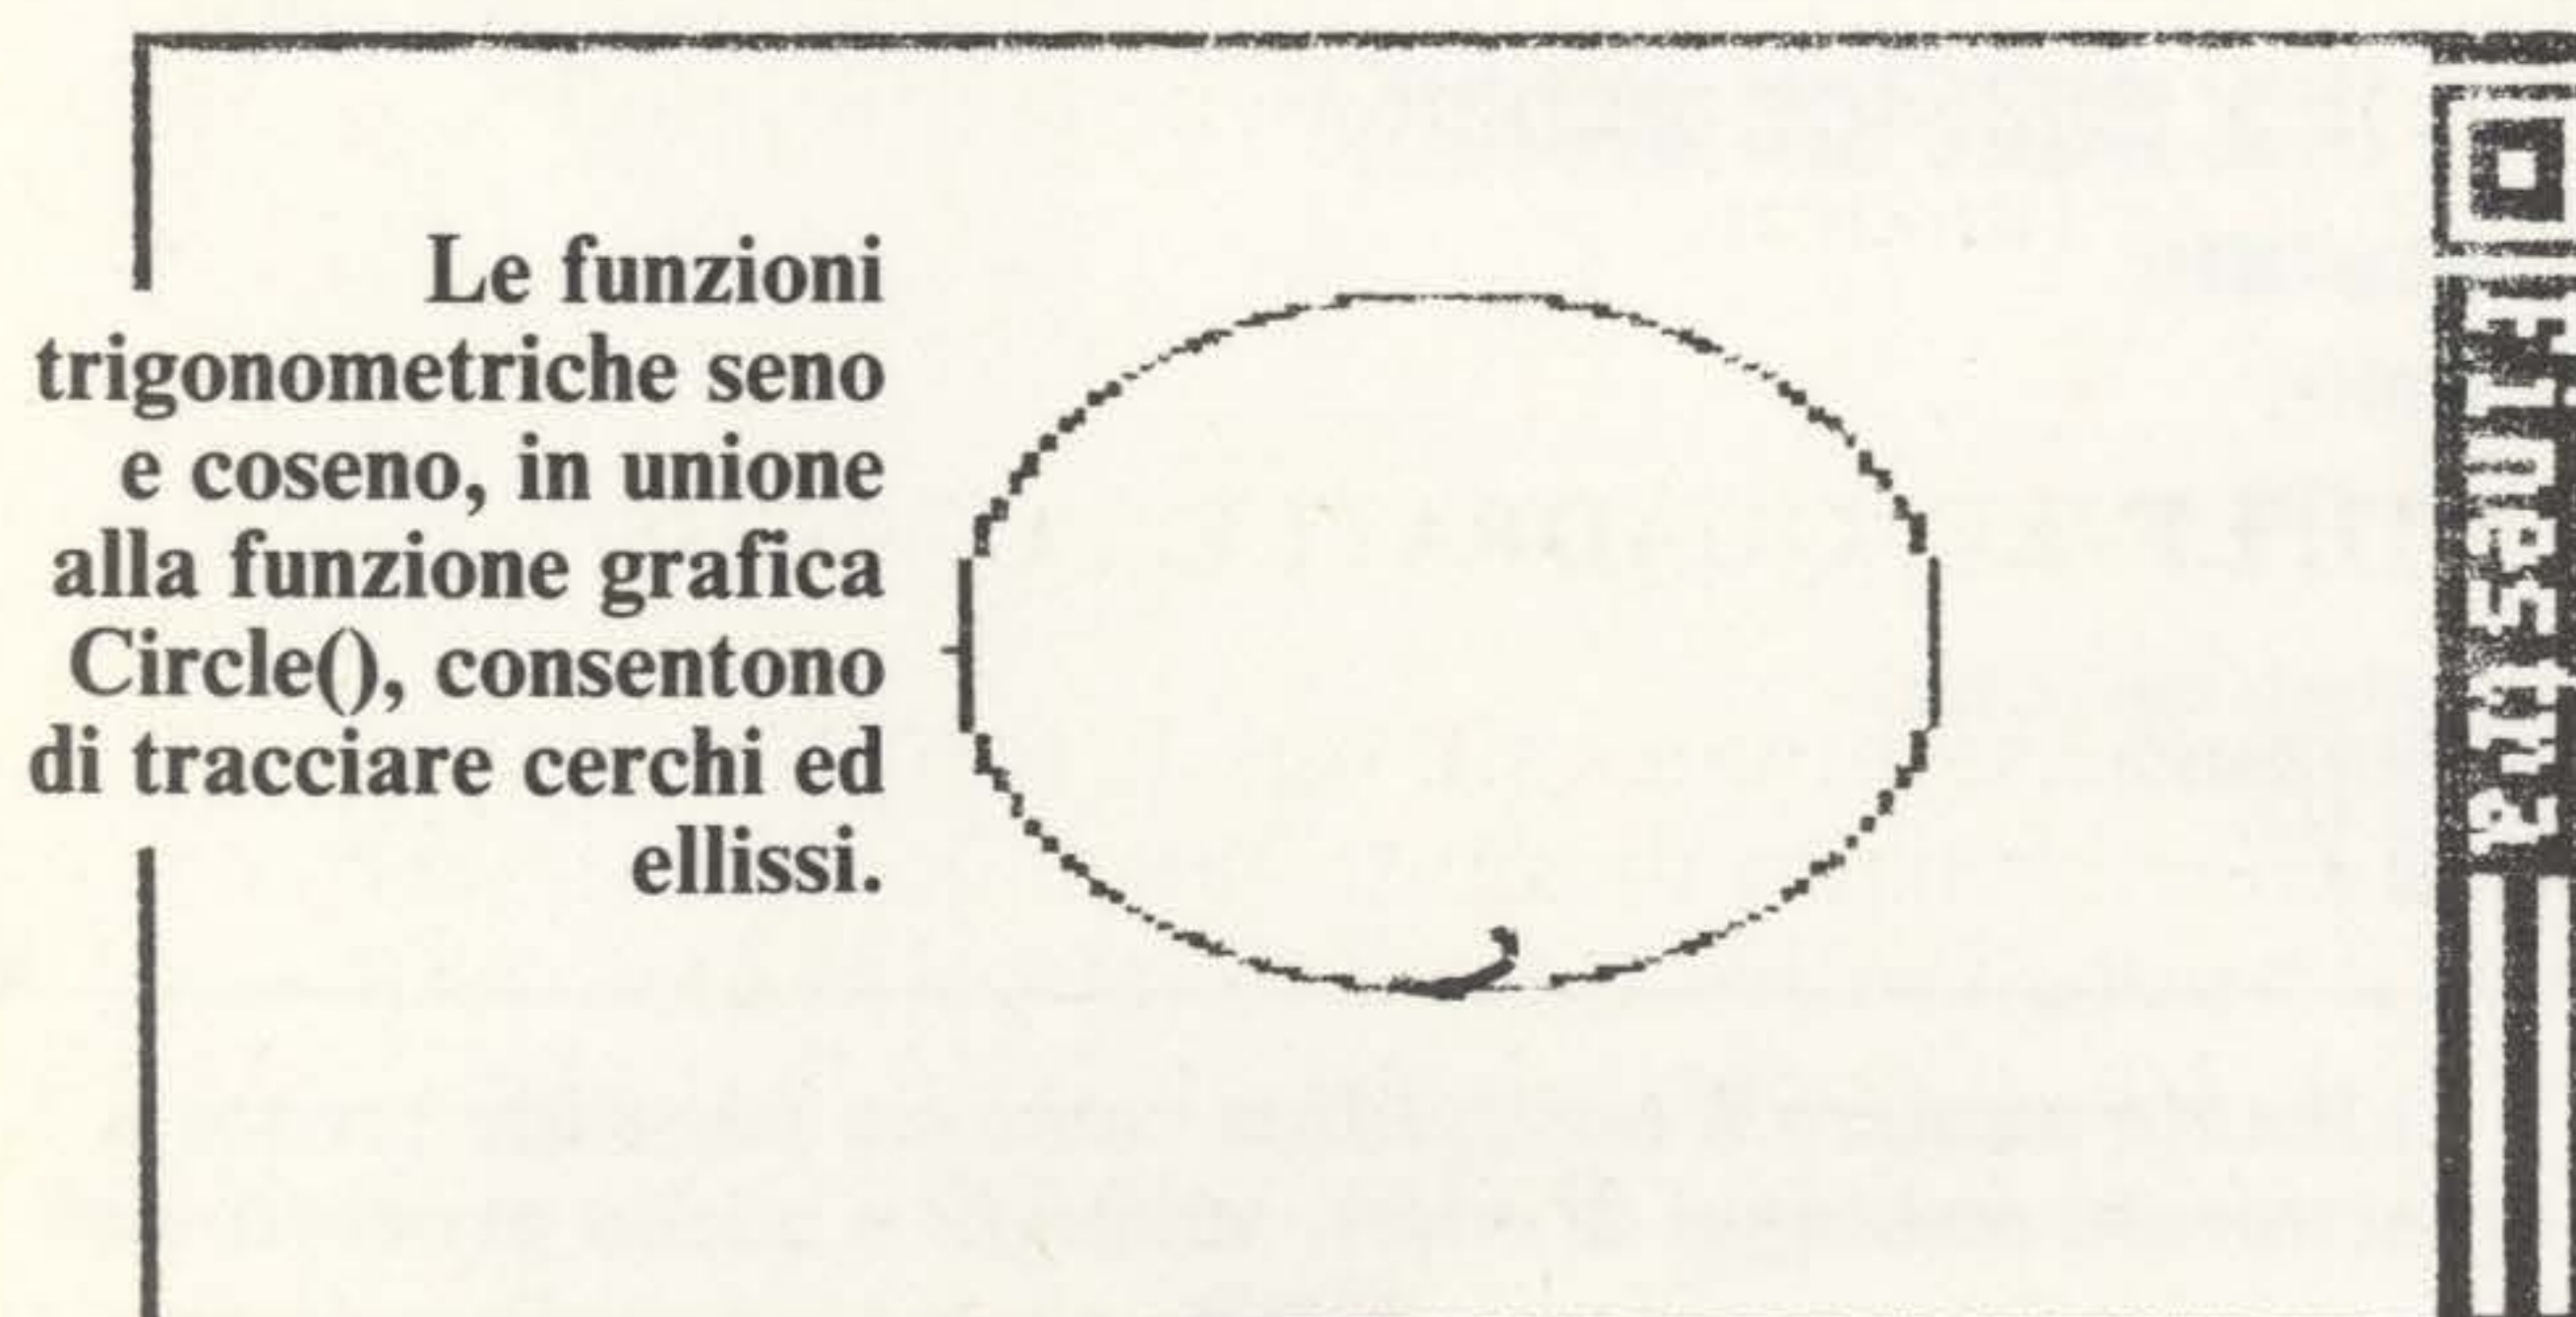 Le funzioni
trigonometriche seno
e coseno, in unione
alla funzione grafica
Circle(), consentono
di tracciare cerchi ed
ellissi.